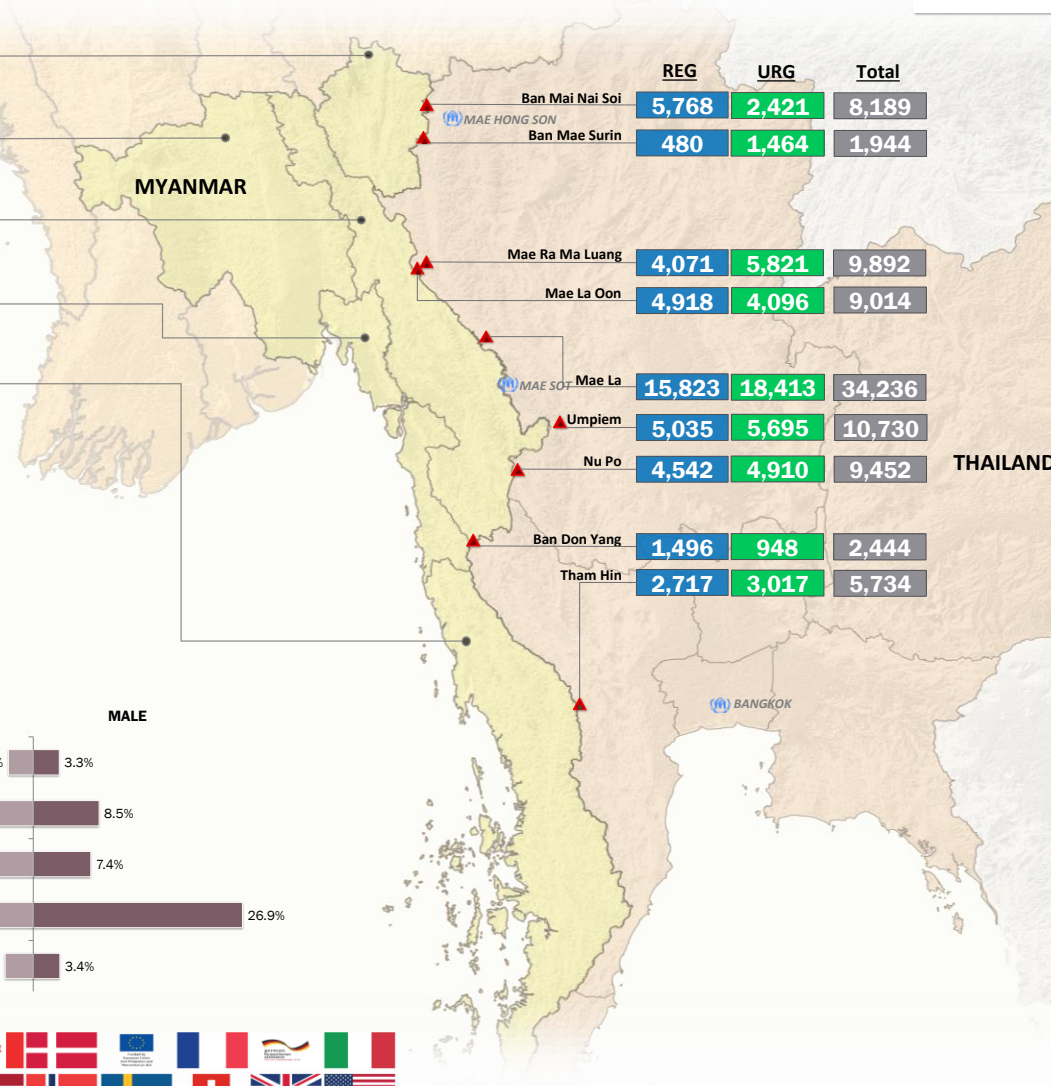 REG URG Total
Ban Mai Nai Soi 5,768 2,421 8,189
MAE HONG SON
Ban Mae Surin 480 1,464 1,944
MYANMAR
Mae Ra Ma Luang 4,071 5,821 9,892
Mae La Oon 4,918 4,096 9,014
MAE SOT
Mae La 15,823 18,413 34,236
Umpiem 5,035 5,695 10,730
Nu Po 4,542 4,910 9,452
THAILAND
Ban Don Yang 1,496 948 2,444
Tham Hin 2,717 3,017 5,734
BANGKOK
MALE
% 3.3%
8.5%
7.4%
26.9%
3.4%